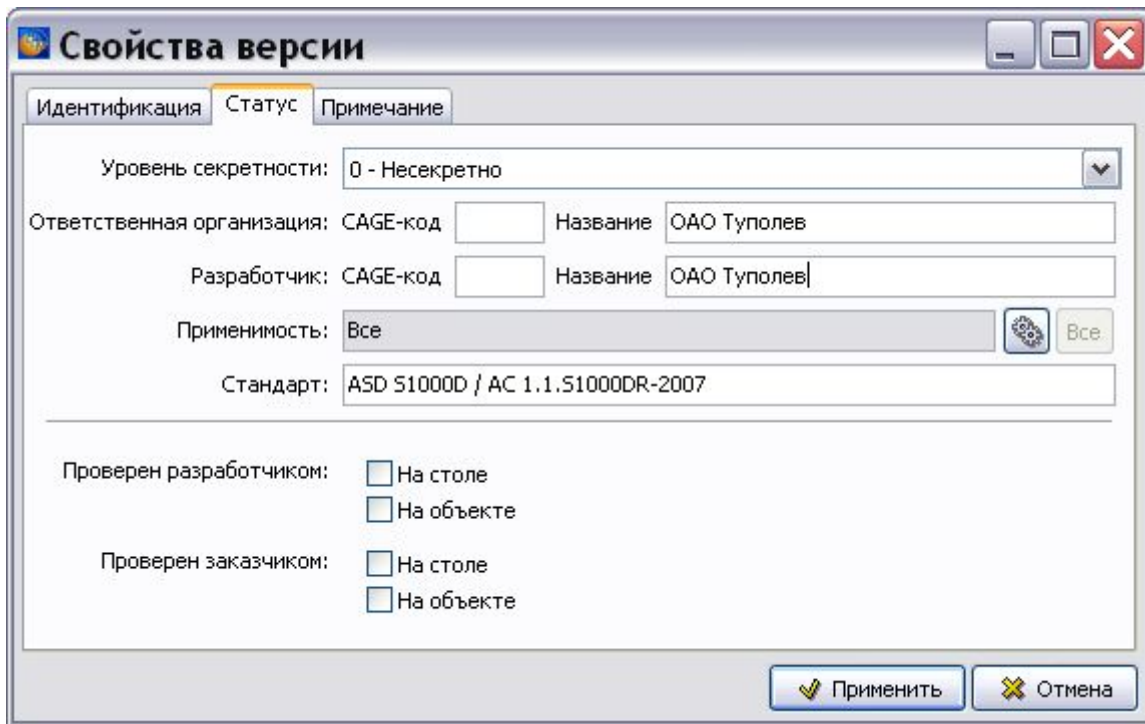 Свойства версии
Идентификация Статус Примечание
Уровень секретности: 0 - Несекретно
Ответственная организация: CAGE-код Название ОАО Туполев
Разработчик: CAGE-код Название ОАО Туполев
Применимость: Все Все
Стандарт: ASD S1000D / AC 1.1.S1000DR-2007
Проверен разработчиком: На столе
На объекте
Проверен заказчиком: На столе
На объекте
Применить Отмена